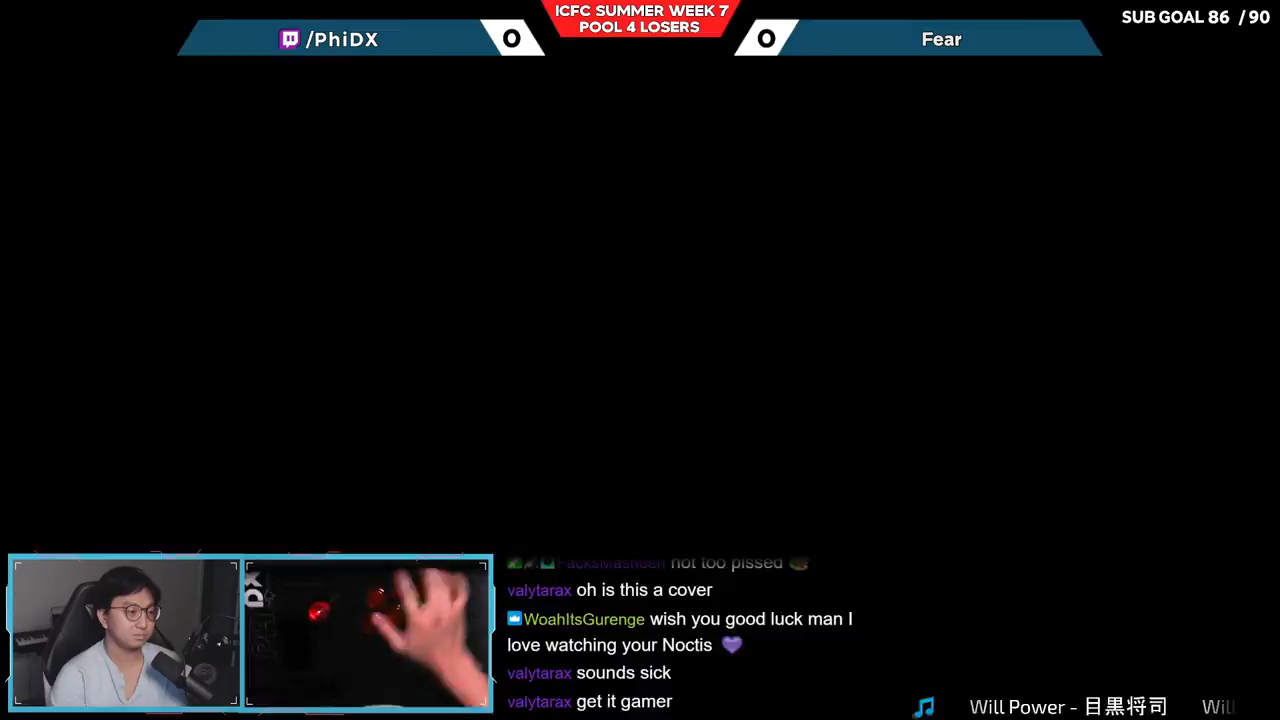 ICFC SUMMER WEEK 7
POOL 4 LOSERS
SUB GOAL 86 / 90
/PhiDX 0
0 Fear
not too pissed
valytarax oh is this a cover
WoahItsGurenge wish you good luck man I
love watching your Noctis
valytarax sounds sick
valytarax get it gamer
Will Power - 目黒将司 Will